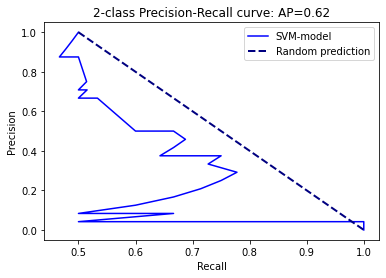 2-class Precision-Recall curve: AP=0.62
SVM-model
Random prediction
Precision
1.0
0.8
0.6
0.4
0.2
0.0
0.5
0.6
0.7
0.8
0.9
1.0
Recall